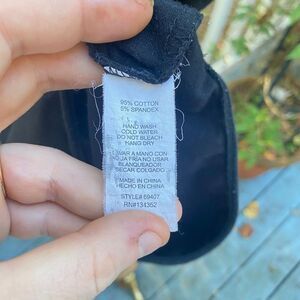 95% COTTON
5% SPANDEX
HAND WASH
COLD WATER
DO NOT BLEACH
HANG DRY
LAVAR A MANO CON
AGUA FRIA NO USAR
BLANQUEADOR
SECAR COLGADO
MADE IN CHINA
HECHO EN CHINA
STYLE# 69407
RN#134352